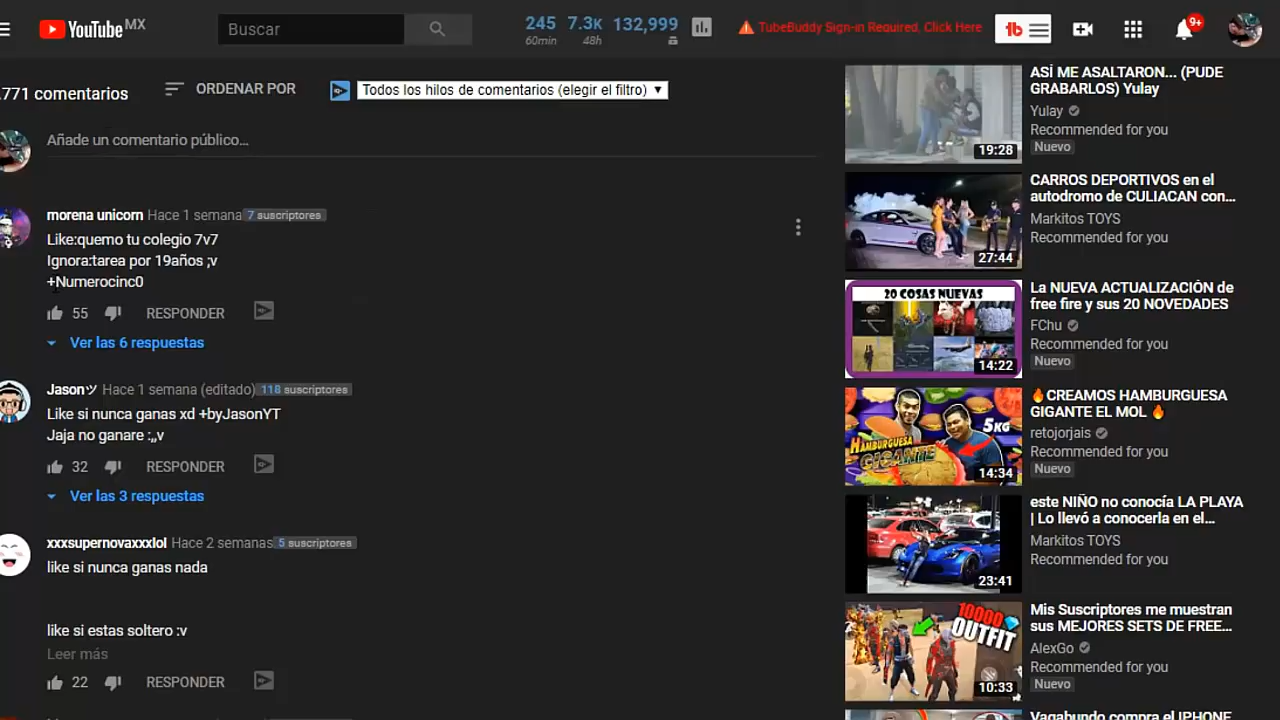 YouTube MX
Buscar
245 7.3K 132,999
60min 48h
TubeBuddy Sign-in Required, Click Here
tb
9+
.771 comentarios
ORDENAR POR
Todos los hilos de comentarios (elegir el filtro) ▼
Añade un comentario público...
morena unicorn Hace 1 semana 7 suscriptores
Like:quemo tu colegio 7v7
Ignora:tarea por 19años ;v
+Numerocinc0
55 RESPONDER
Ver las 6 respuestas
Jasonツ Hace 1 semana (editado) 118 suscriptores
Like si nunca ganas xd +byJasonYT
Jaja no ganare :,,v
32 RESPONDER
Ver las 3 respuestas
xxxsupernovaxxxlol Hace 2 semanas 5 suscriptores
like si nunca ganas nada
like si estas soltero :v
Leer más
22 RESPONDER
19:28
ASÍ ME ASALTARON... (PUDE
GRABARLOS) Yulay
Yulay
Recommended for you
Nuevo
27:44
CARROS DEPORTIVOS en el
autodromo de CULIACAN con...
Markitos TOYS
Recommended for you
20 COSAS NUEVAS
14:22
La NUEVA ACTUALIZACIÓN de
free fire y sus 20 NOVEDADES
FChu
Recommended for you
Nuevo
5KG
HAMBURGUESA
GIGANTE
14:34
🔥CREAMOS HAMBURGUESA
GIGANTE EL MOL 🔥
retojorjais
Recommended for you
Nuevo
23:41
este NIÑO no conocía LA PLAYA
| Lo llevó a conocerla en el...
Markitos TOYS
Recommended for you
10000💎
OUTFIT
10:33
Mis Suscriptores me muestran
sus MEJORES SETS DE FREE...
AlexGo
Recommended for you
Nuevo
Vagabundo compra el IPHONE